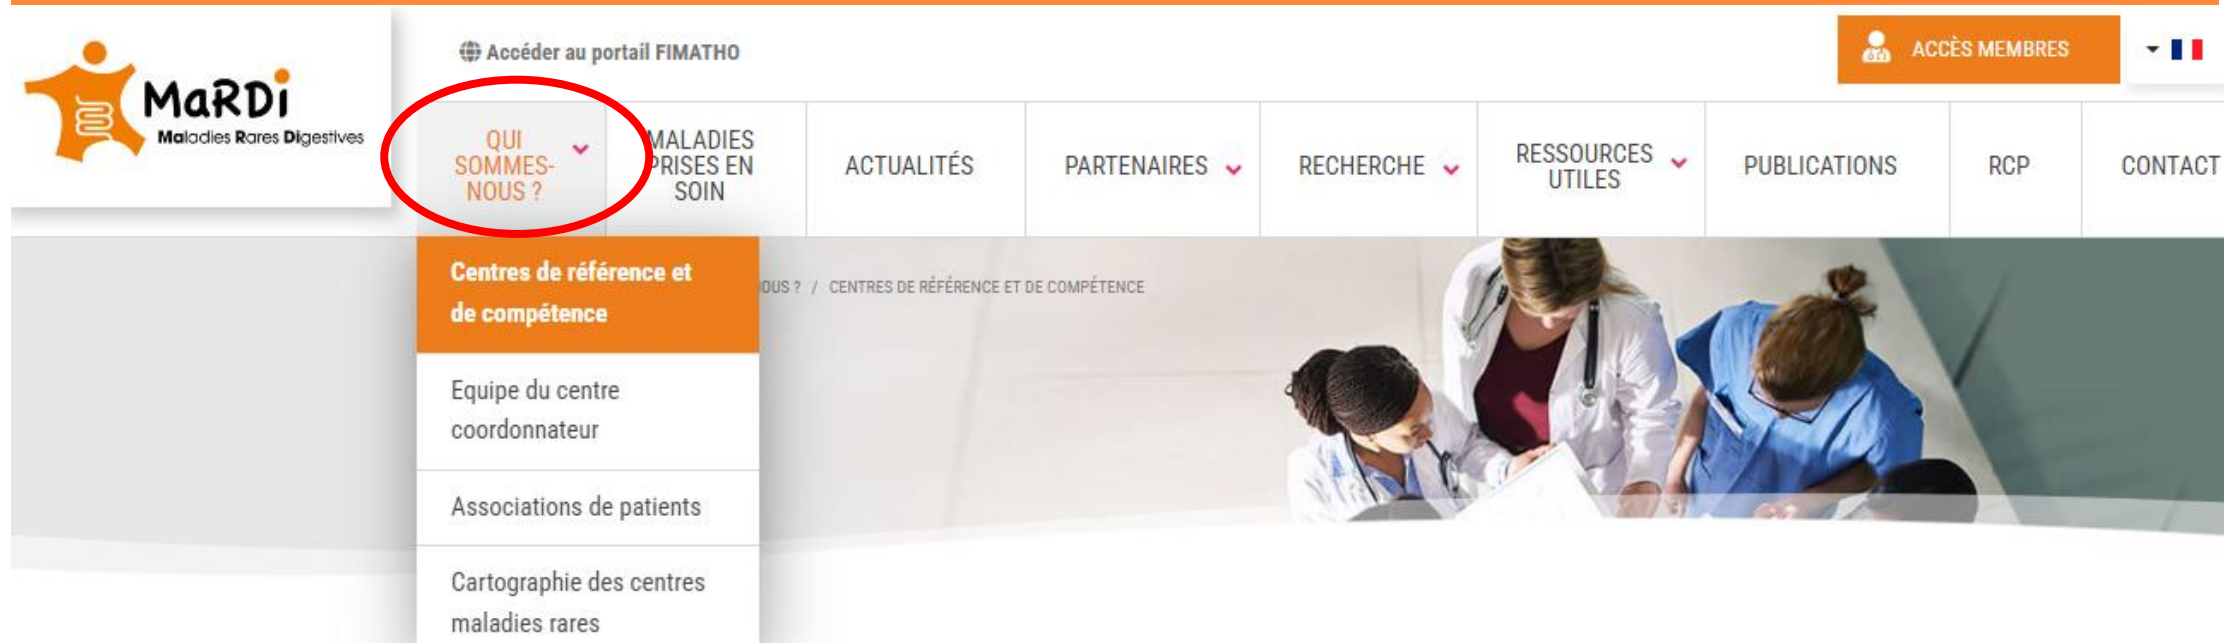 Accéder au portail FIMATHO
ACCÈS MEMBRES
MaRDi
Maladies Rares Digestives
QUI
SOMMES-
NOUS ?
MALADIES
PRISES EN
SOIN
ACTUALITÉS
PARTENAIRES
RECHERCHE
RESSOURCES
UTILES
PUBLICATIONS
RCP
CONTACT
Centres de référence et
de compétence
OUS ? / CENTRES DE RÉFÉRENCE ET DE COMPÉTENCE
Equipe du centre
coordonnateur
Associations de patients
Cartographie des centres
maladies rares